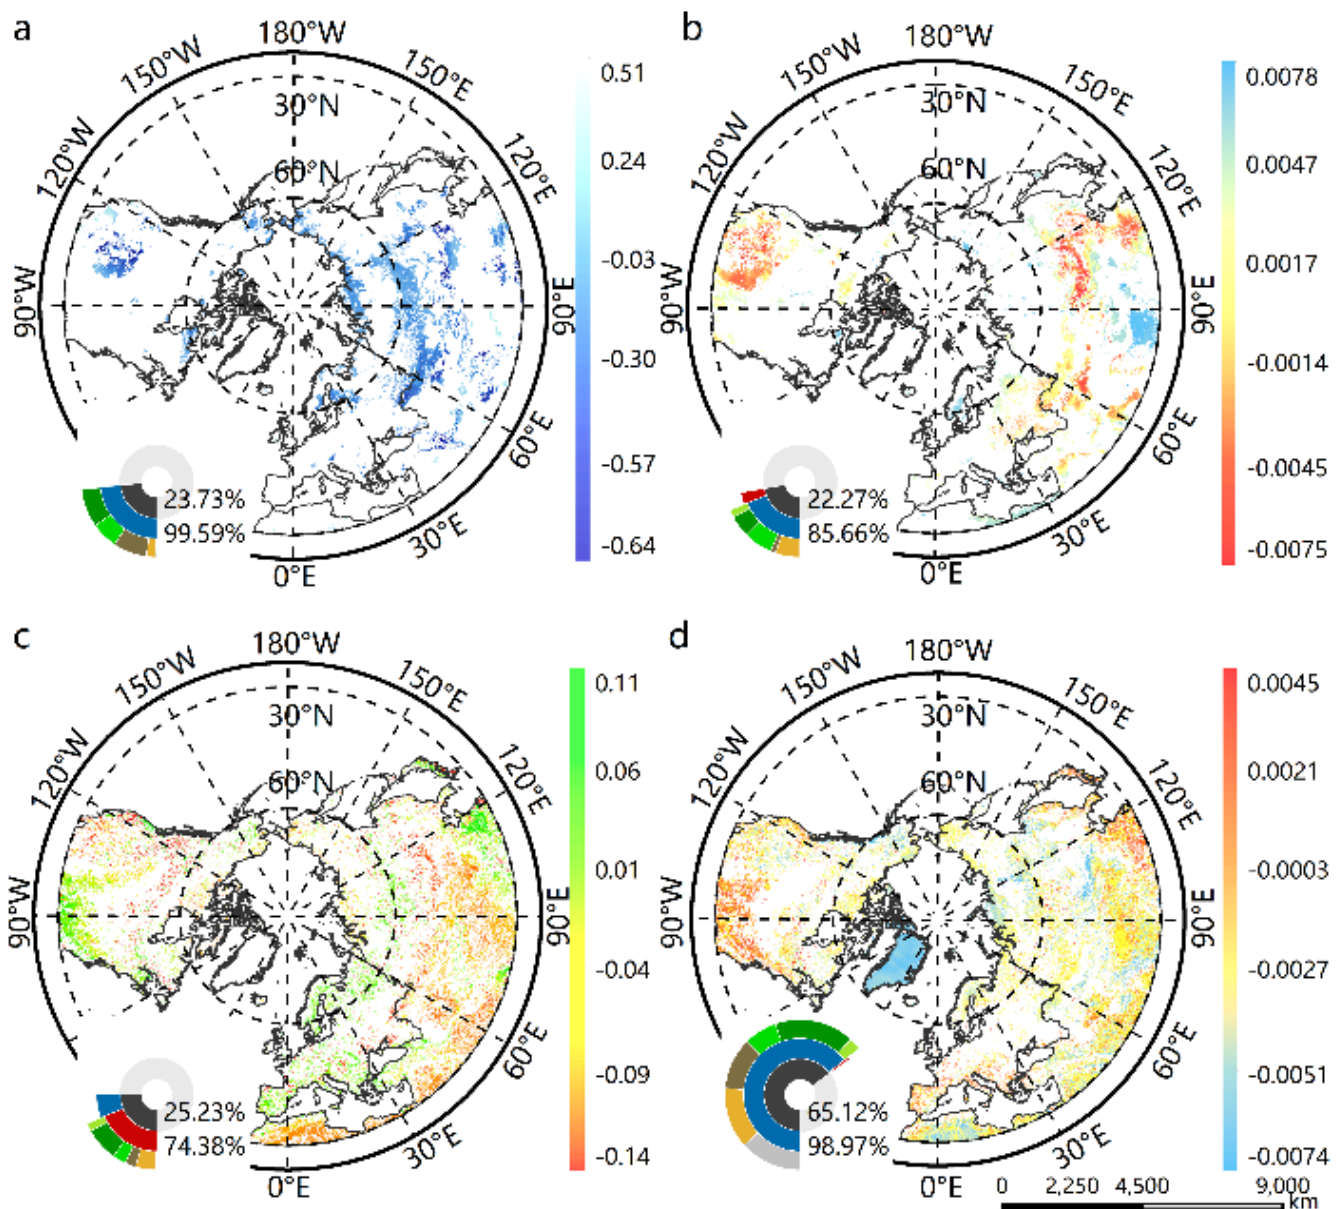 a
180°W
150°W
150°E
120°W
120°E
30°N
60°N
90°W
90°E
60°E
30°E
0°E
23.73%
99.59%
0.51
0.24
-0.03
-0.30
-0.57
-0.64
b
180°W
150°W
150°E
120°W
120°E
30°N
60°N
90°W
90°E
60°E
30°E
0°E
22.27%
85.66%
0.0078
0.0047
0.0017
-0.0014
-0.0045
-0.0075
c
180°W
150°W
150°E
120°W
120°E
30°N
60°N
90°W
90°E
60°E
30°E
0°E
25.23%
74.38%
0.11
0.06
0.01
-0.04
-0.09
-0.14
d
180°W
150°W
150°E
120°W
120°E
30°N
60°N
90°W
90°E
60°E
30°E
0°E
65.12%
98.97%
0.0045
0.0021
-0.0003
-0.0027
-0.0051
-0.0074
0 2,250 4,500 9,000
km